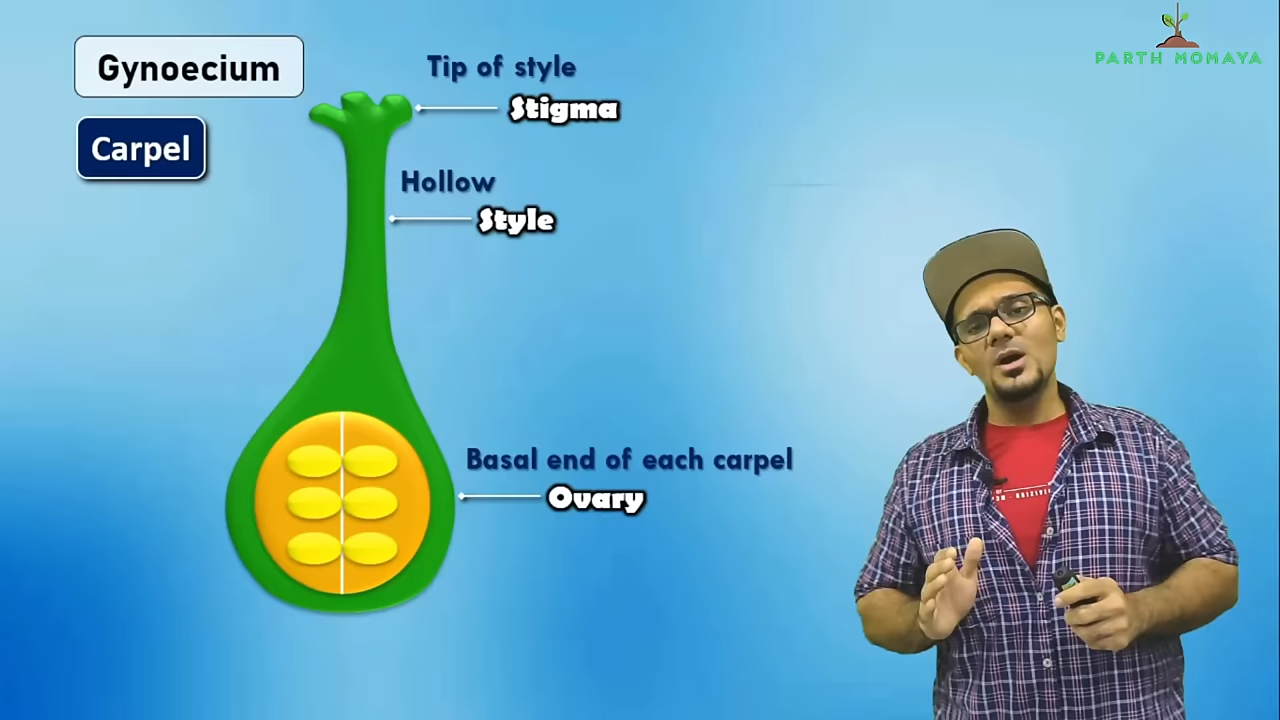 Gynoecium
Carpel
Tip of style
Stigma
Hollow
Style
Basal end of each carpel
Ovary
PARTH MOMAYA